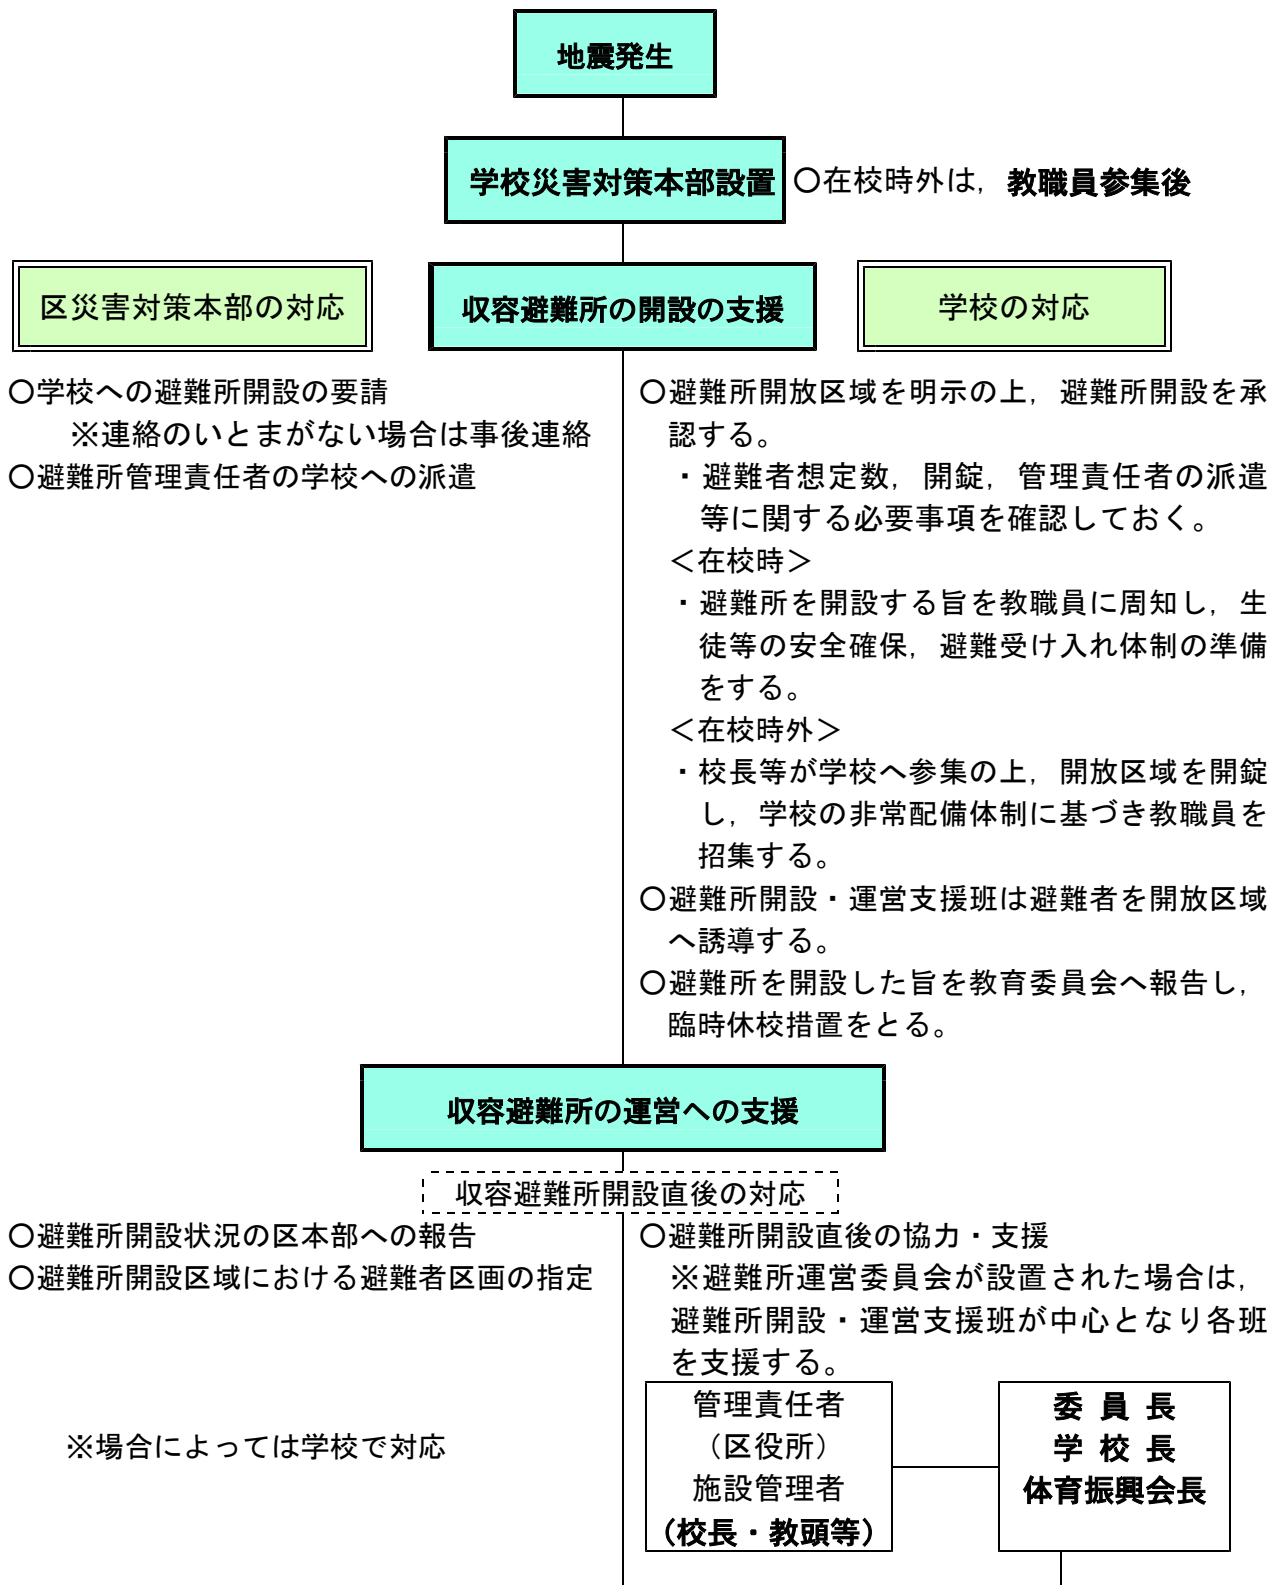 地震発生
学校災害対策本部設置
○在校時外は，教職員参集後
区災害対策本部の対応
収容避難所の開設の支援
学校の対応
○学校への避難所開設の要請
※連絡のいとまがない場合は事後連絡
○避難所管理責任者の学校への派遣
○避難所開放区域を明示の上，避難所開設を承
認する。
・避難者想定数，開錠，管理責任者の派遣
等に関する必要事項を確認しておく。
＜在校時＞
・避難所を開設する旨を教職員に周知し，生
徒等の安全確保，避難受け入れ体制の準備
をする。
＜在校時外＞
・校長等が学校へ参集の上，開放区域を開錠
し，学校の非常配備体制に基づき教職員を
招集する。
○避難所開設・運営支援班は避難者を開放区域
へ誘導する。
○避難所を開設した旨を教育委員会へ報告し，
臨時休校措置をとる。
収容避難所の運営への支援
収容避難所開設直後の対応
○避難所開設状況の区本部への報告
○避難所開設区域における避難者区画の指定
※場合によっては学校で対応
○避難所開設直後の協力・支援
※避難所運営委員会が設置された場合は，
避難所開設・運営支援班が中心となり各班
を支援する。
管理責任者
（区役所）
施設管理者
（校長・教頭等）
委 員 長
学 校 長
体育振興会長